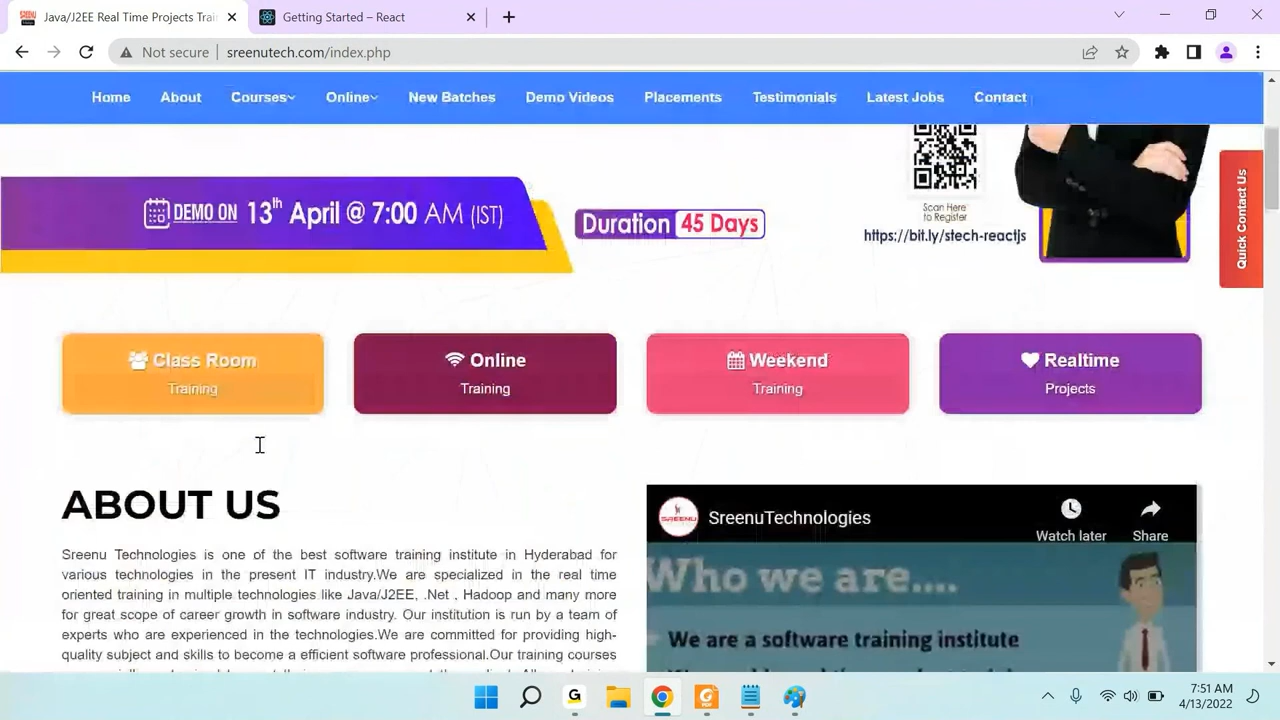 Java/J2EE Real Time Projects Trai
Getting Started – React
Not secure
sreenutech.com/index.php
Home
About
Courses
Online
New Batches
Demo Videos
Placements
Testimonials
Latest Jobs
Contact
DEMO ON 13th April @ 7:00 AM (IST)
Duration 45 Days
Scan Here
to Register
https://bit.ly/stech-reactjs
Quick Contact Us
Class Room
Training
Online
Training
Weekend
Training
Realtime
Projects
ABOUT US
Sreenu Technologies is one of the best software training institute in Hyderabad for
various technologies in the present IT industry.We are specialized in the real time
oriented training in multiple technologies like Java/J2EE, .Net , Hadoop and many more
for great scope of career growth in software industry. Our institution is run by a team of
experts who are experienced in the technologies.We are committed for providing high-
quality subject and skills to become a efficient software professional.Our training courses
SREENU
SreenuTechnologies
Watch later
Share
Who we are....
We are a software training institute
7:51 AM
4/13/2022